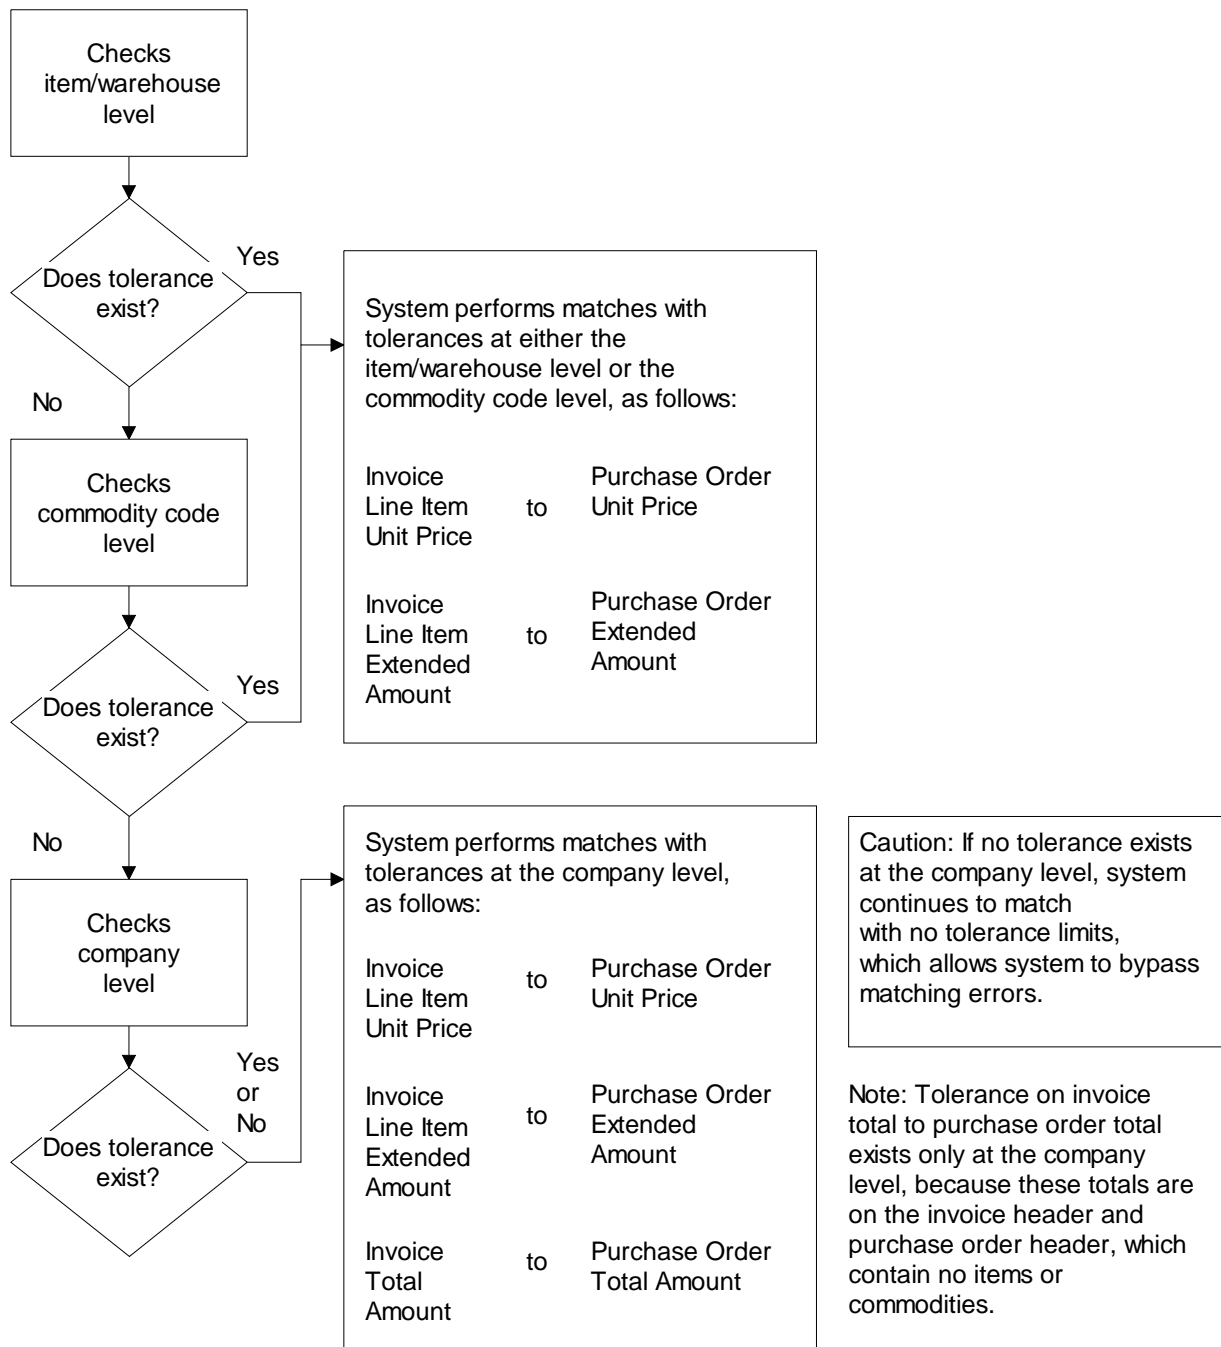 Checks
item/warehouse
level
Does tolerance
exist?
Yes
No
System performs matches with
tolerances at either the
item/warehouse level or the
commodity code level, as follows:
Invoice
Line Item
Unit Price
to
Purchase Order
Unit Price
Invoice
Line Item
Extended
Amount
to
Purchase Order
Extended
Amount
Checks
commodity code
level
Does tolerance
exist?
Yes
No
Checks
company
level
Does tolerance
exist?
Yes
or
No
System performs matches with
tolerances at the company level,
as follows:
Invoice
Line Item
Unit Price
to
Purchase Order
Unit Price
Invoice
Line Item
Extended
Amount
to
Purchase Order
Extended
Amount
Invoice
Total
Amount
to
Purchase Order
Total Amount
Caution: If no tolerance exists
at the company level, system
continues to match
with no tolerance limits,
which allows system to bypass
matching errors.
Note: Tolerance on invoice
total to purchase order total
exists only at the company
level, because these totals are
on the invoice header and
purchase order header, which
contain no items or
commodities.